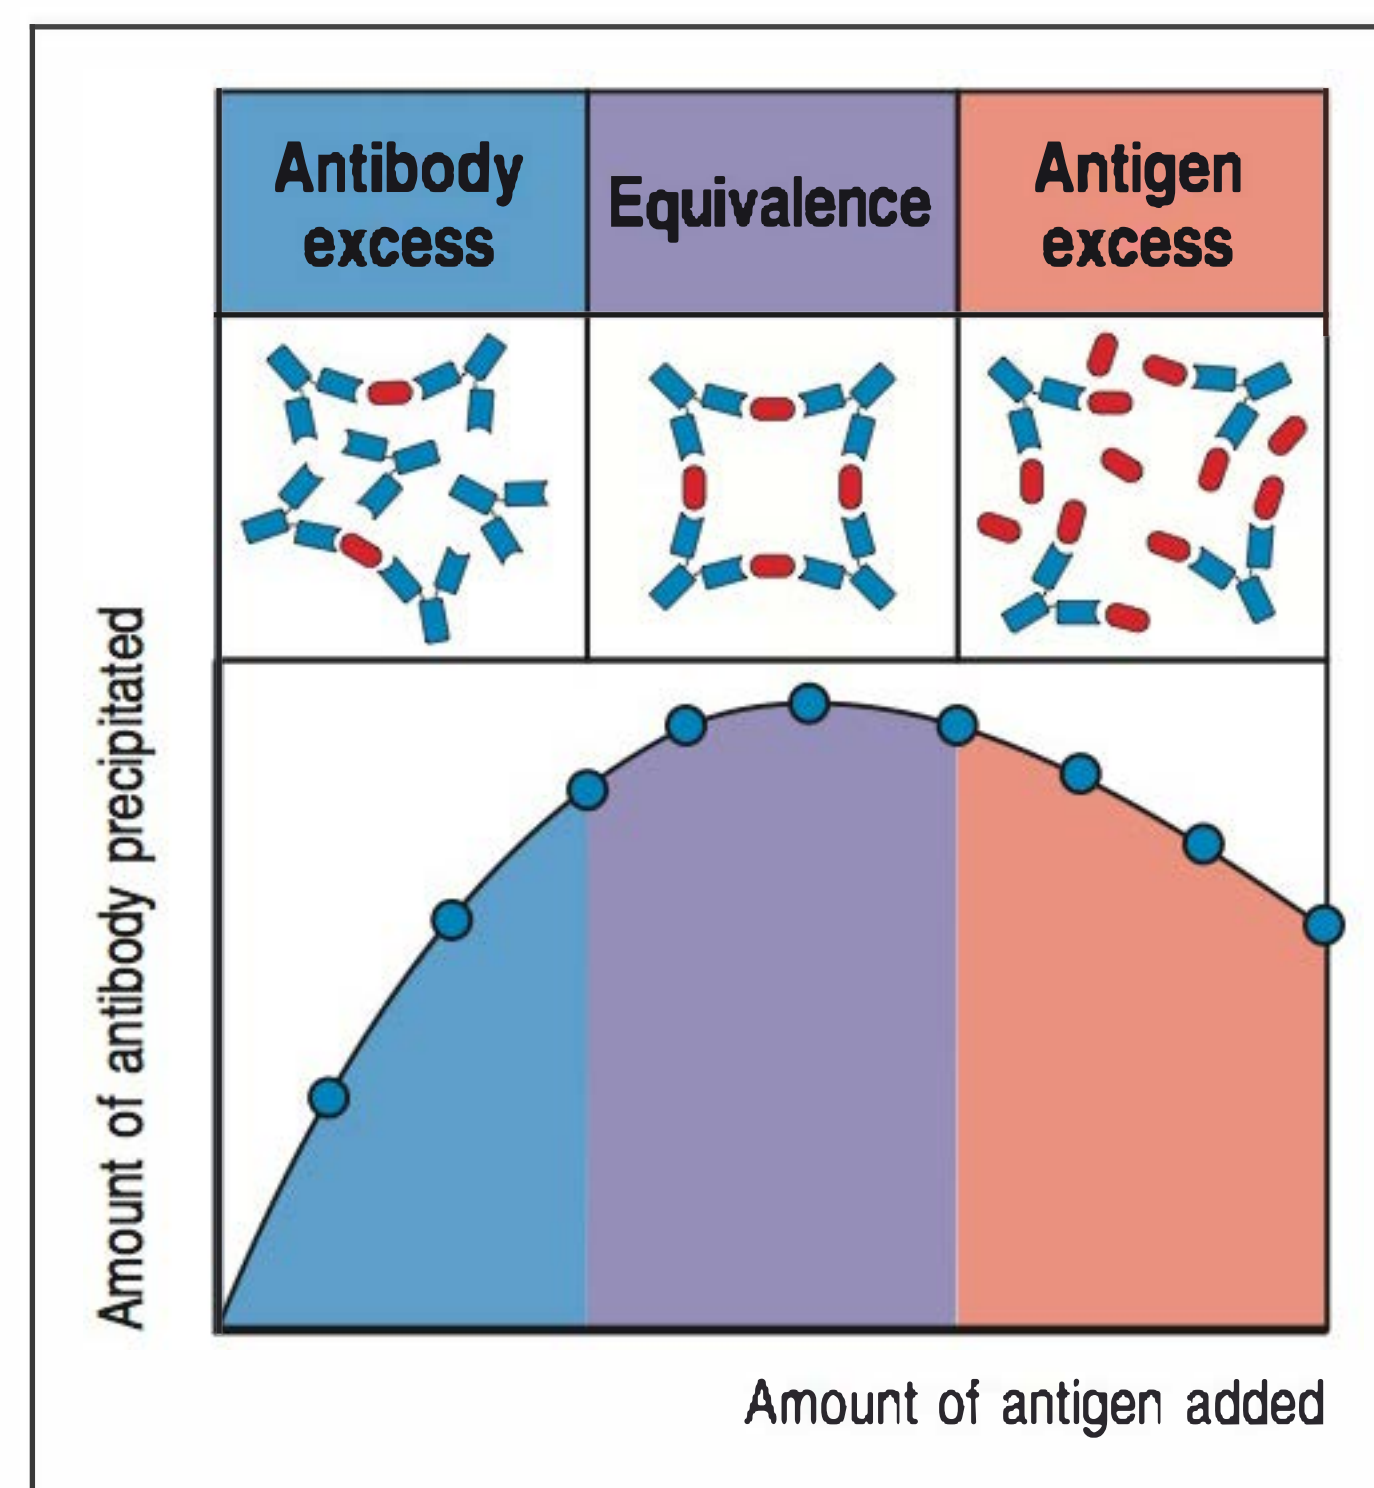 Antibody
excess
Equivalence
Antigen
excess
Amount of antibody precipitated
Amount of antigen added